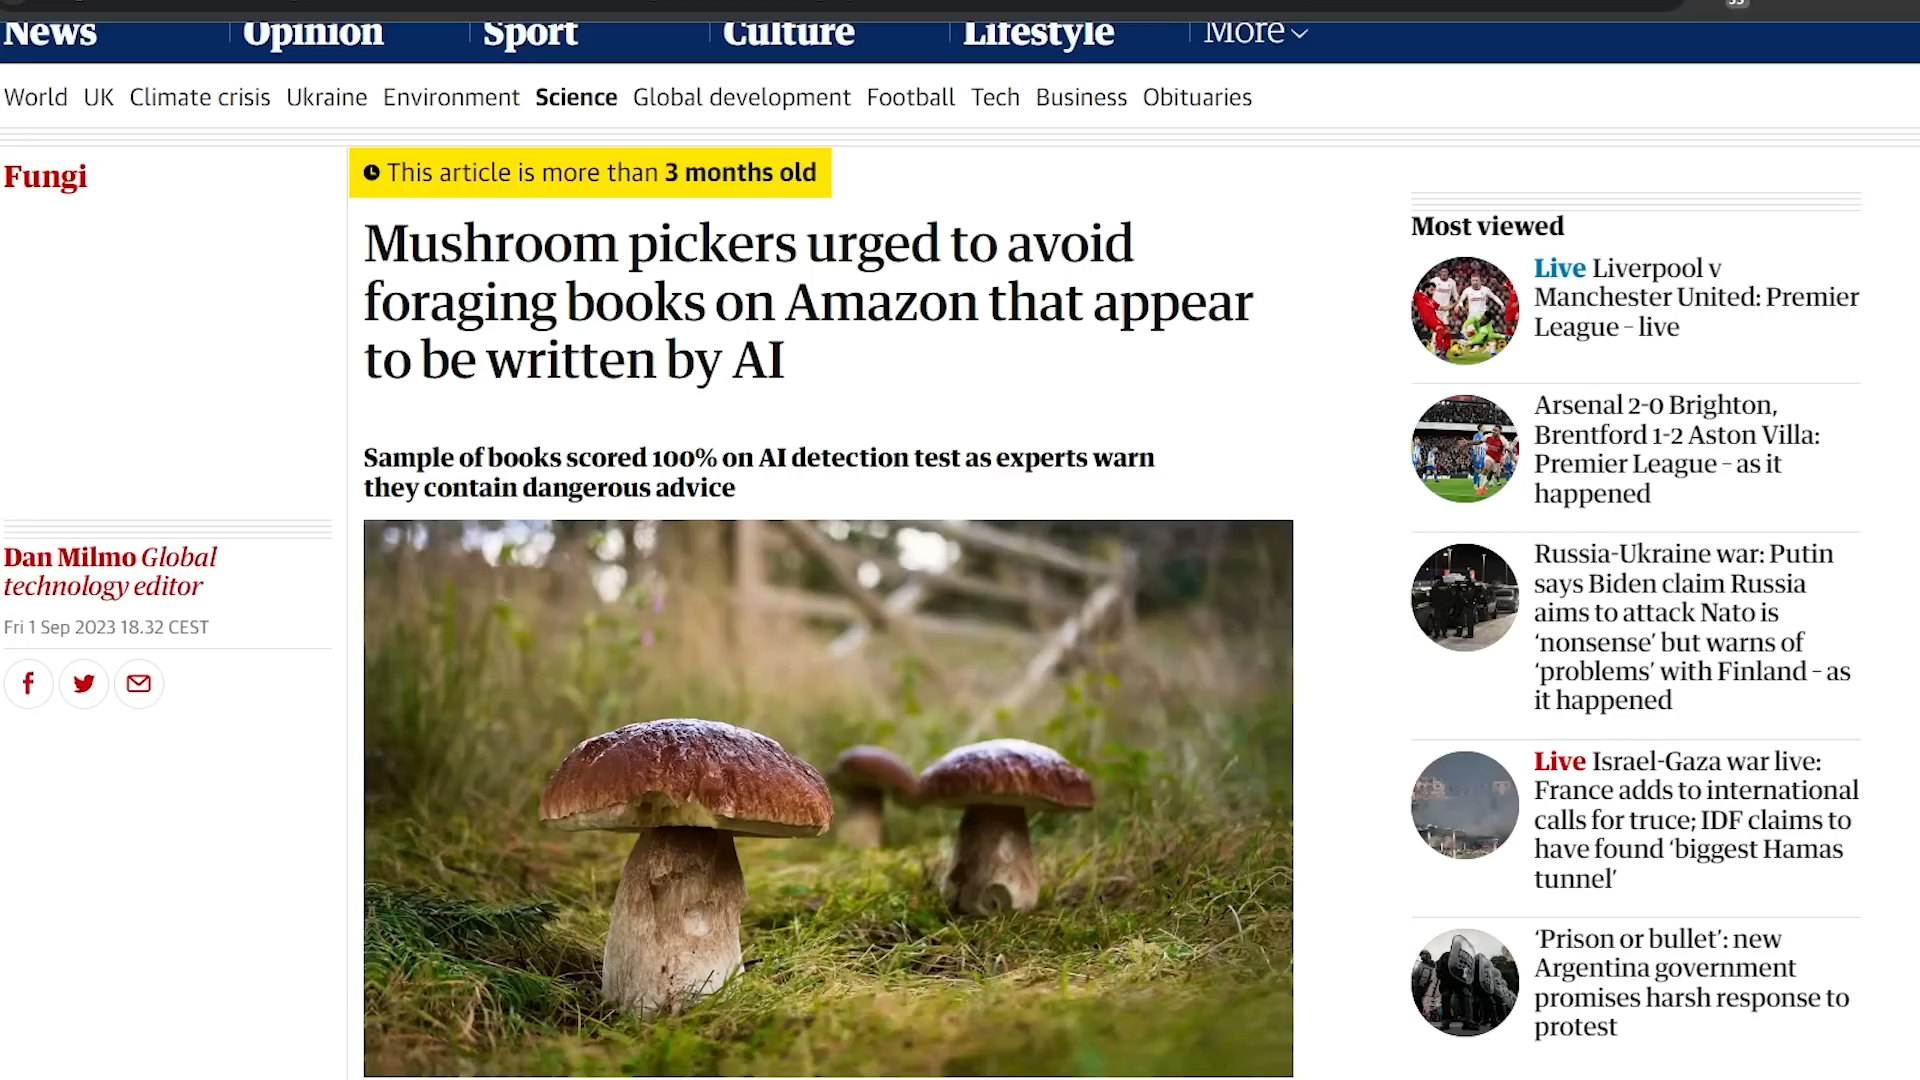 News Opinion Sport Culture Lifestyle More
World UK Climate crisis Ukraine Environment Science Global development Football Tech Business Obituaries
Fungi
This article is more than 3 months old
Mushroom pickers urged to avoid
foraging books on Amazon that appear
to be written by AI
Sample of books scored 100% on AI detection test as experts warn
they contain dangerous advice
Dan Milmo Global
technology editor
Fri 1 Sep 2023 18.32 CEST
Most viewed
Live Liverpool v
Manchester United: Premier
League – live
Arsenal 2-0 Brighton,
Brentford 1-2 Aston Villa:
Premier League – as it
happened
Russia-Ukraine war: Putin
says Biden claim Russia
aims to attack Nato is
‘nonsense’ but warns of
‘problems’ with Finland – as
it happened
Live Israel-Gaza war live:
France adds to international
calls for truce; IDF claims to
have found ‘biggest Hamas
tunnel’
‘Prison or bullet’: new
Argentina government
promises harsh response to
protest